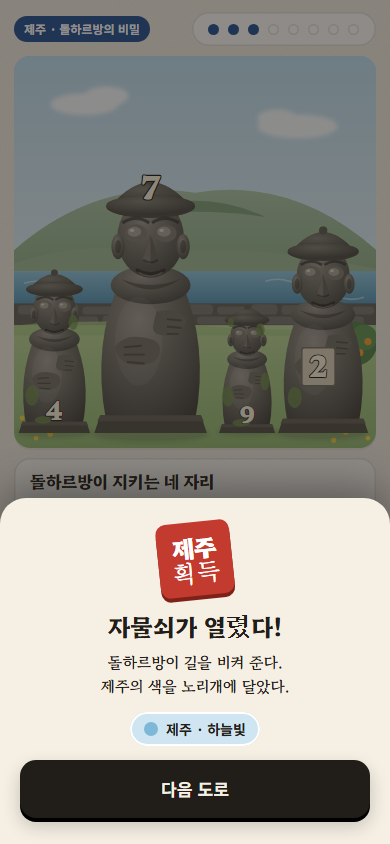 제주 · 돌하르방의 비밀
7
2
4
9
돌하르방이 지키는 네 자리
제주
획득
자물쇠가 열렸다!
돌하르방이 길을 비켜 준다.
제주의 색을 노리개에 달았다.
제주 · 하늘빛
다음 도로